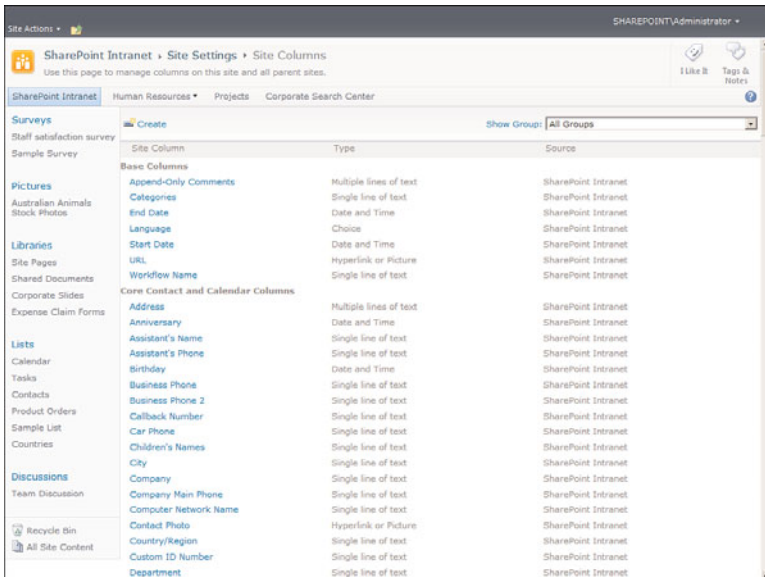 SHAREPOINT\Administrator
Site Actions
SharePoint Intranet › Site Settings › Site Columns
Use this page to manage columns on this site and all parent sites.
I Like It
Tags & Notes
SharePoint Intranet Human Resources Projects Corporate Search Center
Surveys
Staff satisfaction survey
Sample Survey
Pictures
Australian Animals
Stock Photos
Libraries
Site Pages
Shared Documents
Corporate Slides
Expense Claim Forms
Lists
Calendar
Tasks
Contacts
Product Orders
Sample List
Countries
Discussions
Team Discussion
Recycle Bin
All Site Content
Create Show Group: All Groups
Site Column Type Source
Base Columns
Append-Only Comments Multiple lines of text SharePoint Intranet
Categories Single line of text SharePoint Intranet
End Date Date and Time SharePoint Intranet
Language Choice SharePoint Intranet
Start Date Date and Time SharePoint Intranet
URL Hyperlink or Picture SharePoint Intranet
Workflow Name Single line of text SharePoint Intranet
Core Contact and Calendar Columns
Address Multiple lines of text SharePoint Intranet
Anniversary Date and Time SharePoint Intranet
Assistant's Name Single line of text SharePoint Intranet
Assistant's Phone Single line of text SharePoint Intranet
Birthday Date and Time SharePoint Intranet
Business Phone Single line of text SharePoint Intranet
Business Phone 2 Single line of text SharePoint Intranet
Callback Number Single line of text SharePoint Intranet
Car Phone Single line of text SharePoint Intranet
Children's Names Single line of text SharePoint Intranet
City Single line of text SharePoint Intranet
Company Single line of text SharePoint Intranet
Company Main Phone Single line of text SharePoint Intranet
Computer Network Name Single line of text SharePoint Intranet
Contact Photo Hyperlink or Picture SharePoint Intranet
Country/Region Single line of text SharePoint Intranet
Custom ID Number Single line of text SharePoint Intranet
Department Single line of text SharePoint Intranet